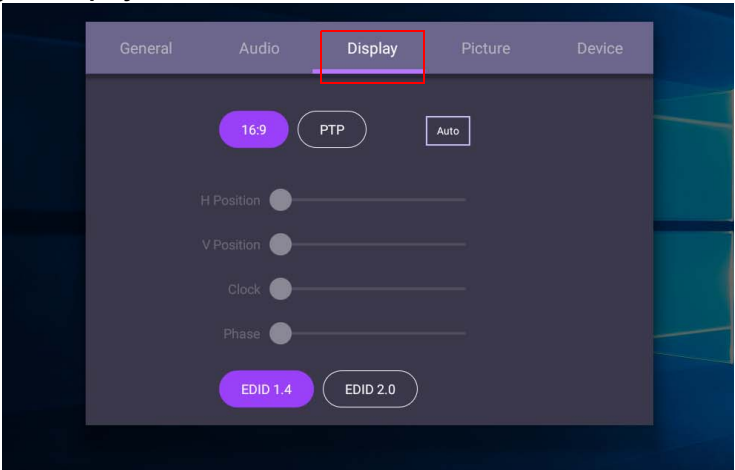 General Audio Display Picture Device
16:9 PTP Auto
H Position
V Position
Clock
Phase
EDID 1.4 EDID 2.0